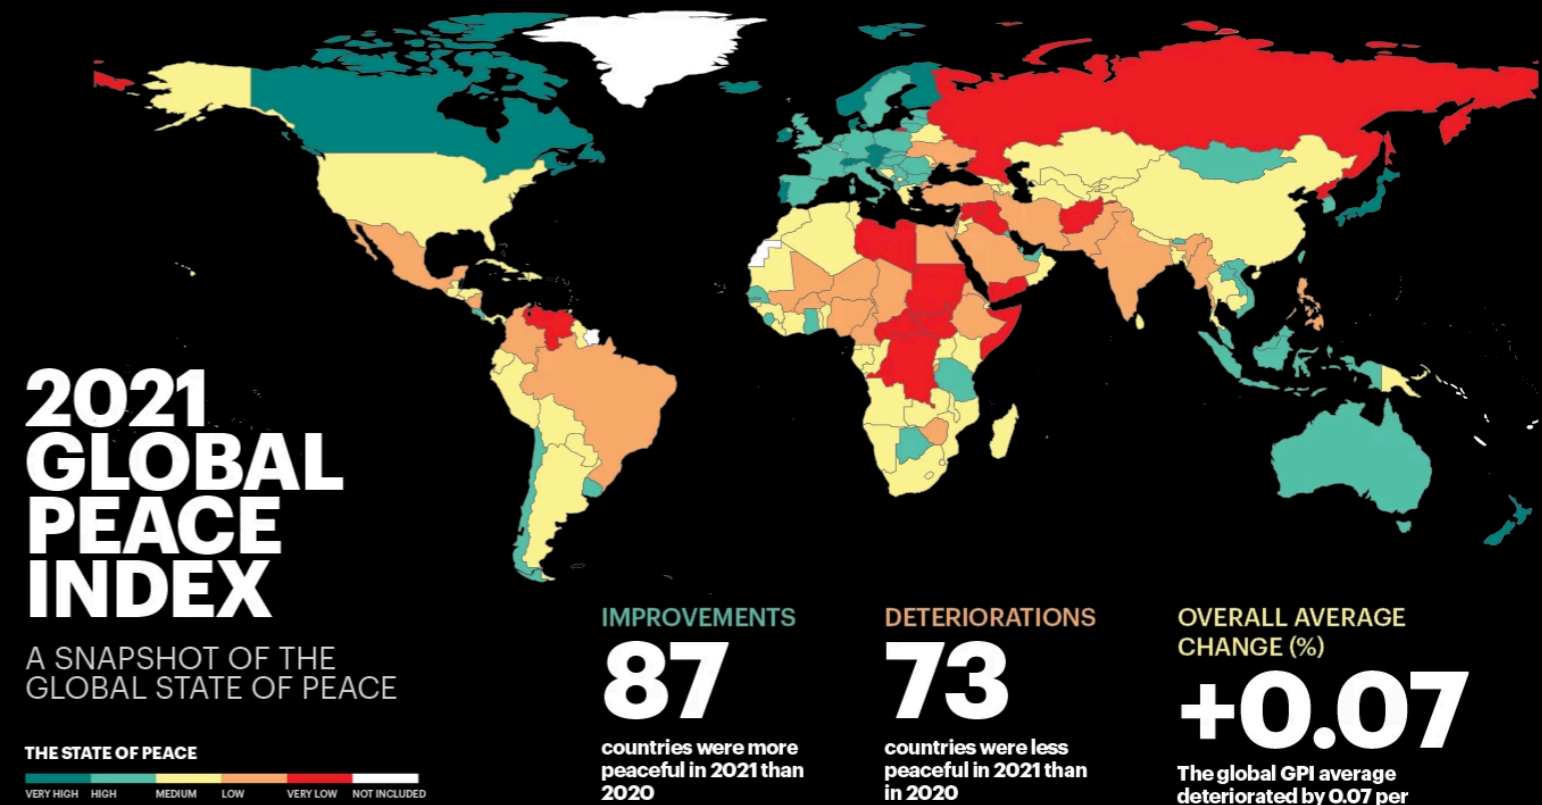 2021
GLOBAL
PEACE
INDEX
A SNAPSHOT OF THE
GLOBAL STATE OF PEACE
THE STATE OF PEACE
VERY HIGH HIGH MEDIUM LOW VERY LOW NOT INCLUDED
IMPROVEMENTS
87
countries were more
peaceful in 2021 than
2020
DETERIORATIONS
73
countries were less
peaceful in 2021 than
in 2020
OVERALL AVERAGE
CHANGE (%)
+0.07
The global GPI average
deteriorated by 0.07 per